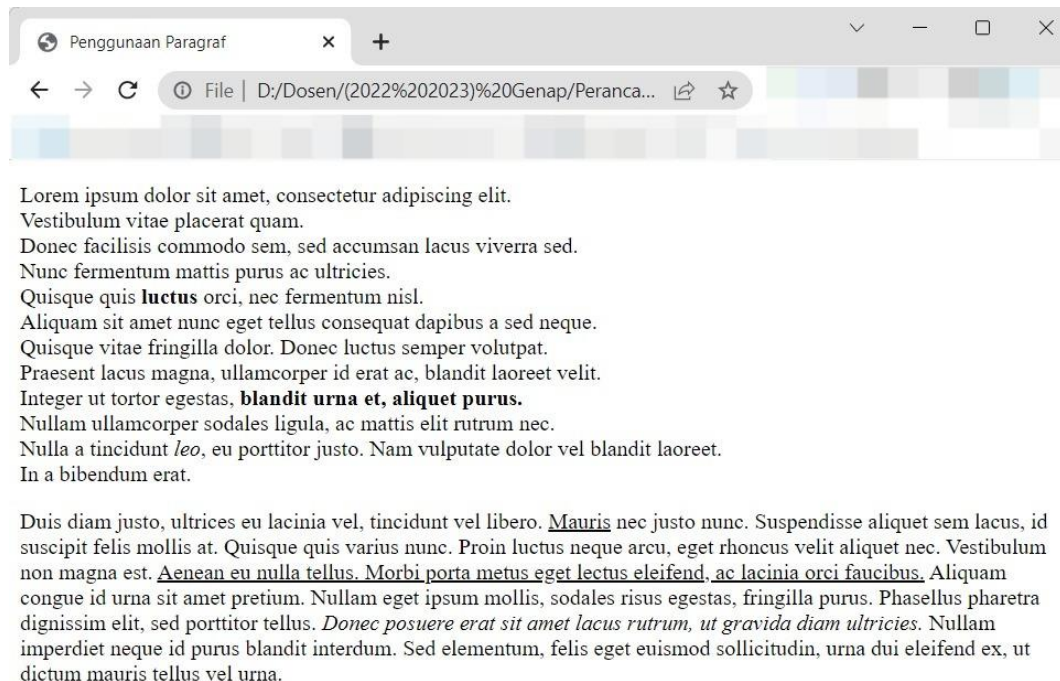 Penggunaan Paragraf
File | D:/Dosen/(2022%202023)%20Genap/Peranca...
Lorem ipsum dolor sit amet, consectetur adipiscing elit.
Vestibulum vitae placerat quam.
Donec facilisis commodo sem, sed accumsan lacus viverra sed.
Nunc fermentum mattis purus ac ultricies.
Quisque quis luctus orci, nec fermentum nisl.
Aliquam sit amet nunc eget tellus consequat dapibus a sed neque.
Quisque vitae fringilla dolor. Donec luctus semper volutpat.
Praesent lacus magna, ullamcorper id erat ac, blandit laoreet velit.
Integer ut tortor egestas, blandit urna et, aliquet purus.
Nullam ullamcorper sodales ligula, ac mattis elit rutrum nec.
Nulla a tincidunt leo, eu porttitor justo. Nam vulputate dolor vel blandit laoreet.
In a bibendum erat.
Duis diam justo, ultrices eu lacinia vel, tincidunt vel libero. Mauris nec justo nunc. Suspendisse aliquet sem lacus, id
suscipit felis mollis at. Quisque quis varius nunc. Proin luctus neque arcu, eget rhoncus velit aliquet nec. Vestibulum
non magna est. Aenean eu nulla tellus. Morbi porta metus eget lectus eleifend, ac lacinia orci faucibus. Aliquam
congue id urna sit amet pretium. Nullam eget ipsum mollis, sodales risus egestas, fringilla purus. Phasellus pharetra
dignissim elit, sed porttitor tellus. Donec posuere erat sit amet lacus rutrum, ut gravida diam ultricies. Nullam
imperdiet neque id purus blandit interdum. Sed elementum, felis eget euismod sollicitudin, urna dui eleifend ex, ut
dictum mauris tellus vel urna.